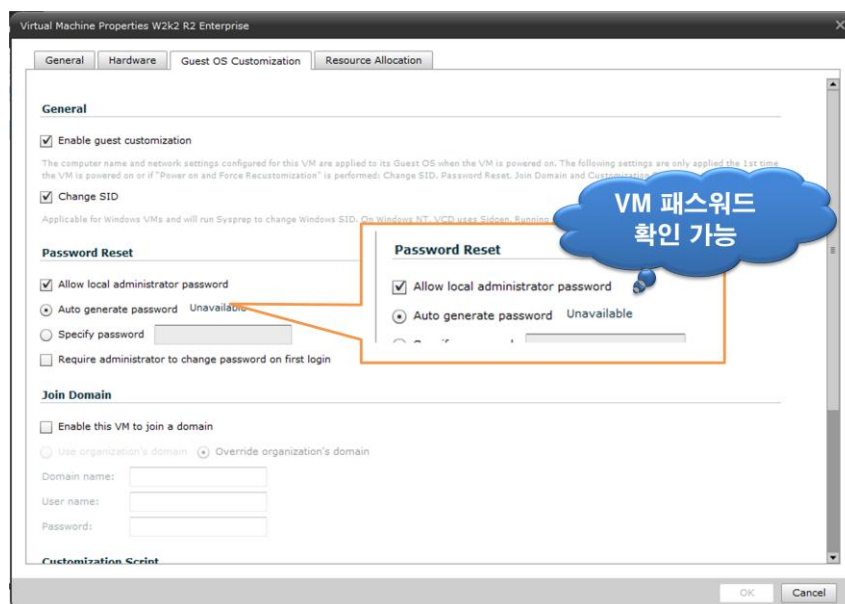 Virtual Machine Properties W2k2 R2 Enterprise
General Hardware Guest OS Customization Resource Allocation
General
Enable guest customization
The computer name and network settings configured for this VM are applied to its Guest OS when the VM is powered on. The following settings are only applied the 1st time
the VM is powered on or if "Power on and Force Recustomization" is performed: Change SID, Password Reset, Join Domain and Customization
Change SID
Applicable for Windows VMs and will run Sysprep to change Windows SID. On Windows NT, VCD uses Sidgen. Running
VM 패스워드
확인 가능
Password Reset
Allow local administrator password
Auto generate password Unavailable
Specify password
Require administrator to change password on first login
Password Reset
Allow local administrator password
Auto generate password Unavailable
Join Domain
Enable this VM to join a domain
Use organization's domain Override organization's domain
Domain name:
User name:
Password:
Customization Script
OK Cancel